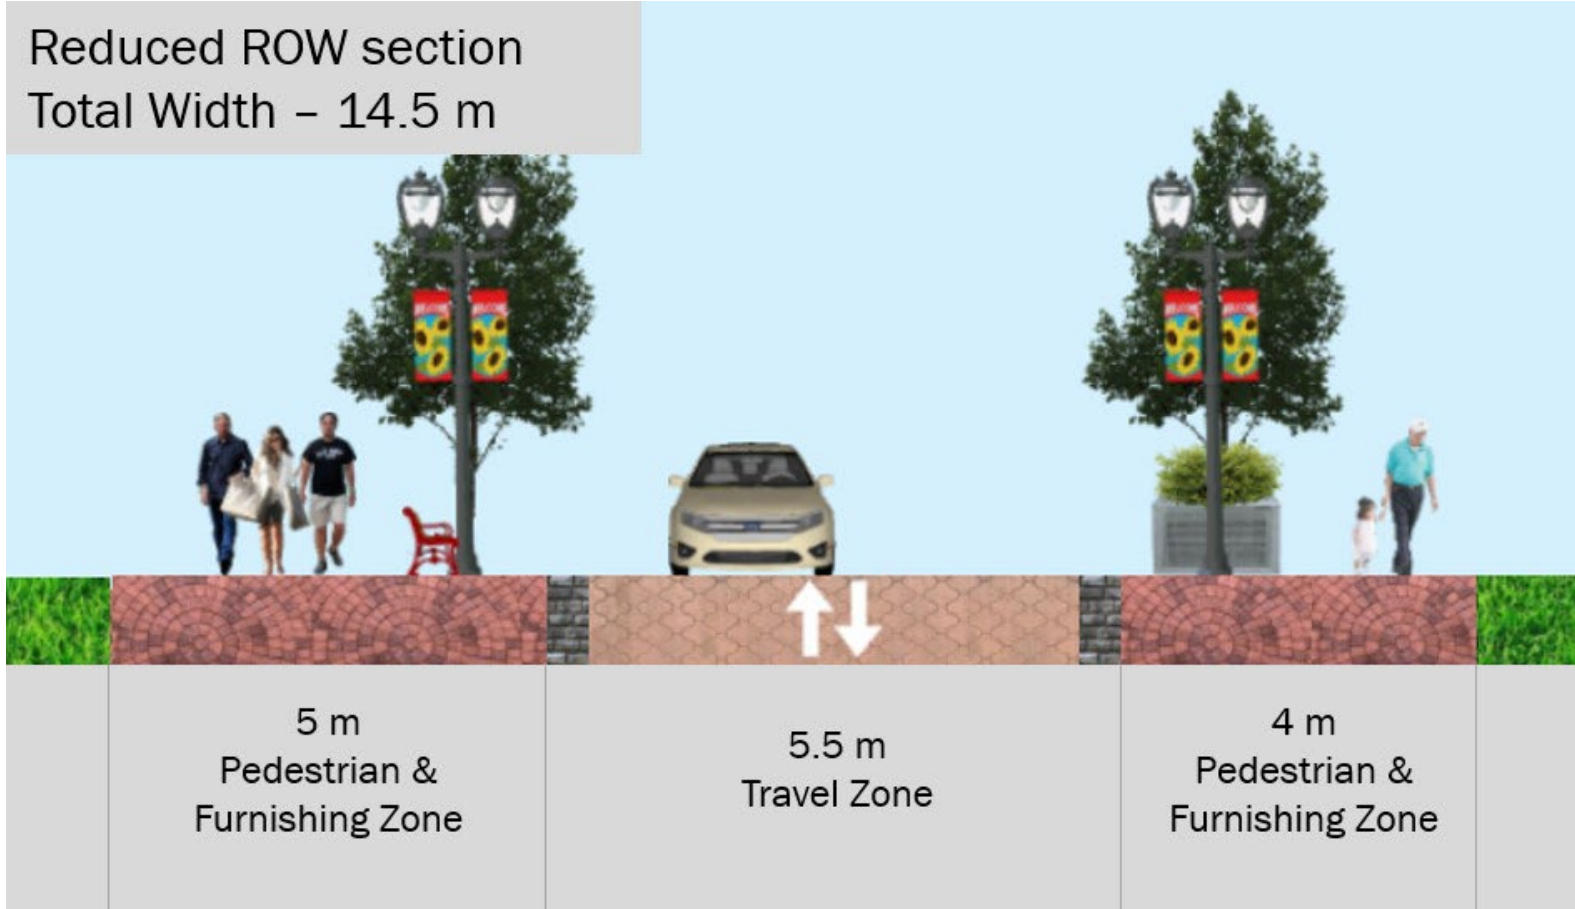 Reduced ROW section
Total Width – 14.5 m
5 m
Pedestrian &
Furnishing Zone
5.5 m
Travel Zone
4 m
Pedestrian &
Furnishing Zone